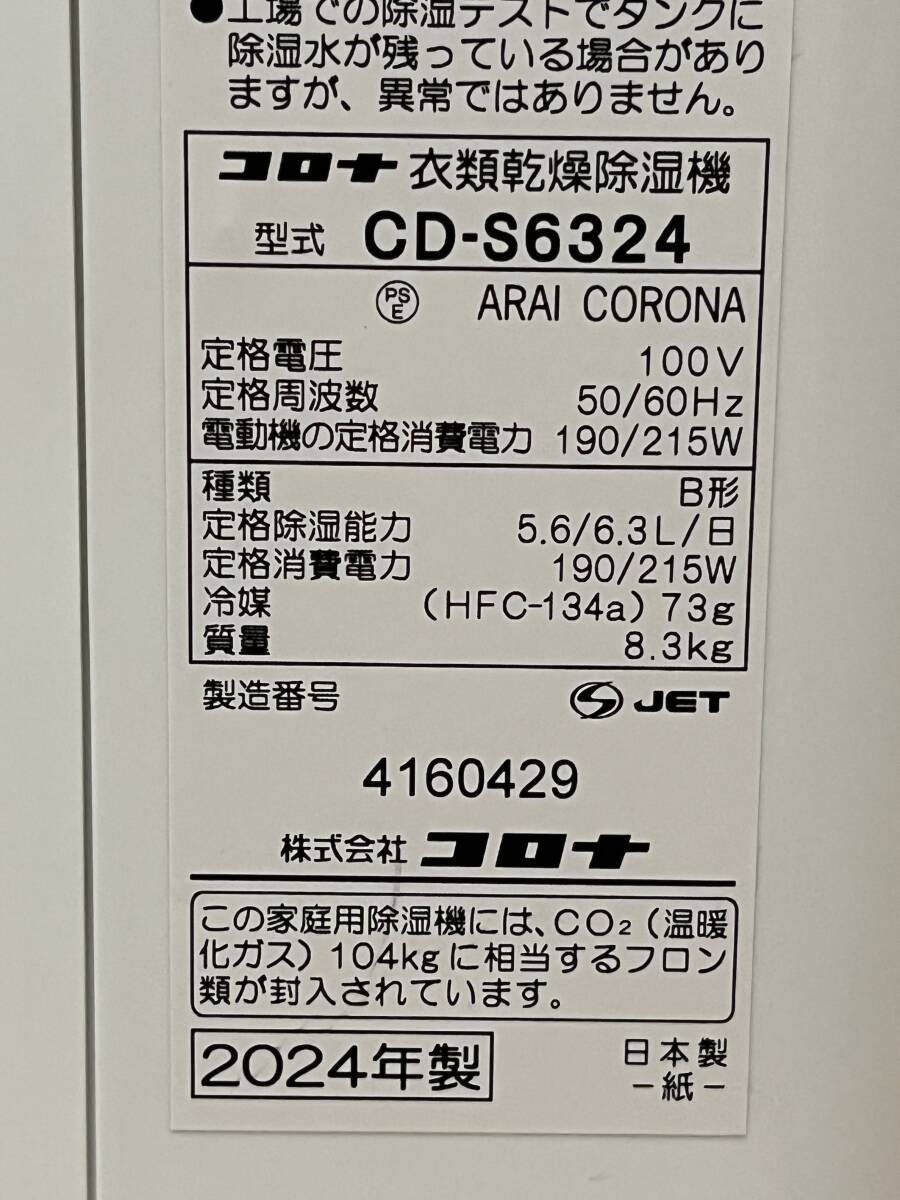 ●工場での除湿テストでタンクに
除湿水が残っている場合があり
ますが、異常ではありません。
コロナ 衣類乾燥除湿機
型式 CD-S6324
PSE ARAI CORONA
定格電圧 100V
定格周波数 50/60Hz
電動機の定格消費電力 190/215W
種類 B形
定格除湿能力 5.6/6.3L/日
定格消費電力 190/215W
冷媒 (HFC-134a) 73g
質量 8.3kg
製造番号 JET
4160429
株式会社 コロナ
この家庭用除湿機には、CO₂(温暖
化ガス)104kgに相当するフロン
類が封入されています。
2024年製 日本製
-紙-